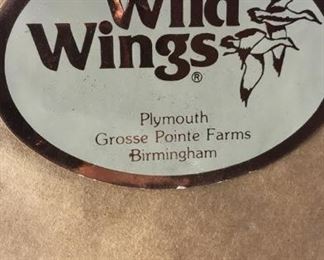 Wild
Wings®
Plymouth
Grosse Pointe Farms
Birmingham